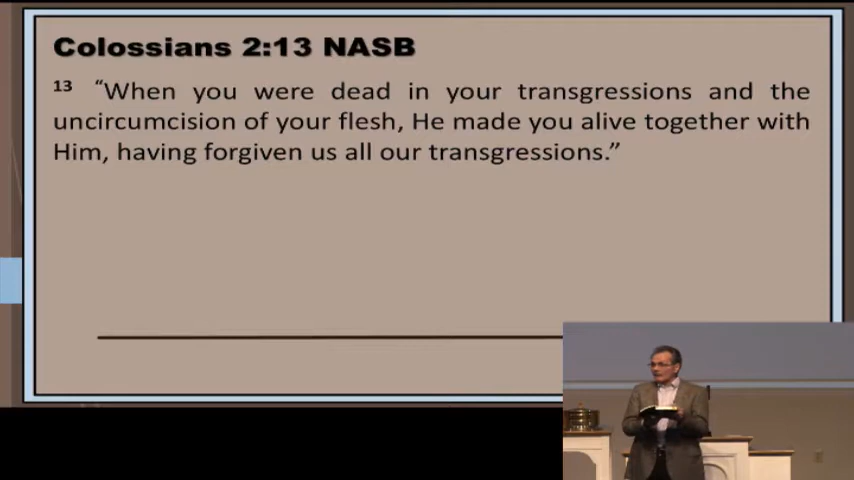 Colossians 2:13 NASB
13 “When you were dead in your transgressions and the
uncircumcision of your flesh, He made you alive together with
Him, having forgiven us all our transgressions.”